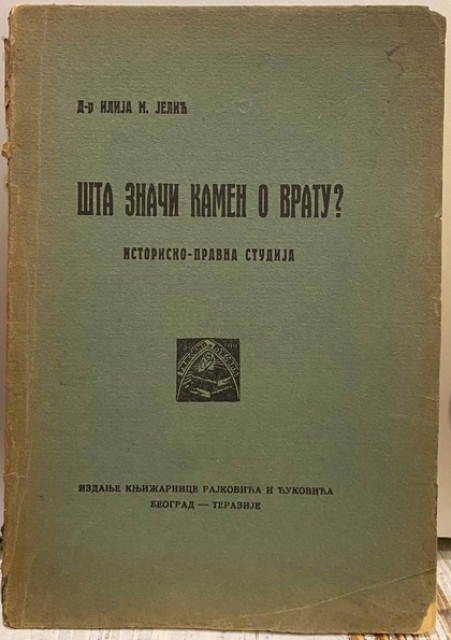 Д-р ИЛИЈА М. ЈЕЛИЋ
ШТА ЗНАЧИ КАМЕН О ВРАТУ?
ИСТОРИСКО-ПРАВНА СТУДИЈА
ИЗДАЊЕ КЊИЖАРНИЦЕ РАЈКОВИЋА И ЋУКОВИЋА
БЕОГРАД — ТЕРАЗИЈЕ